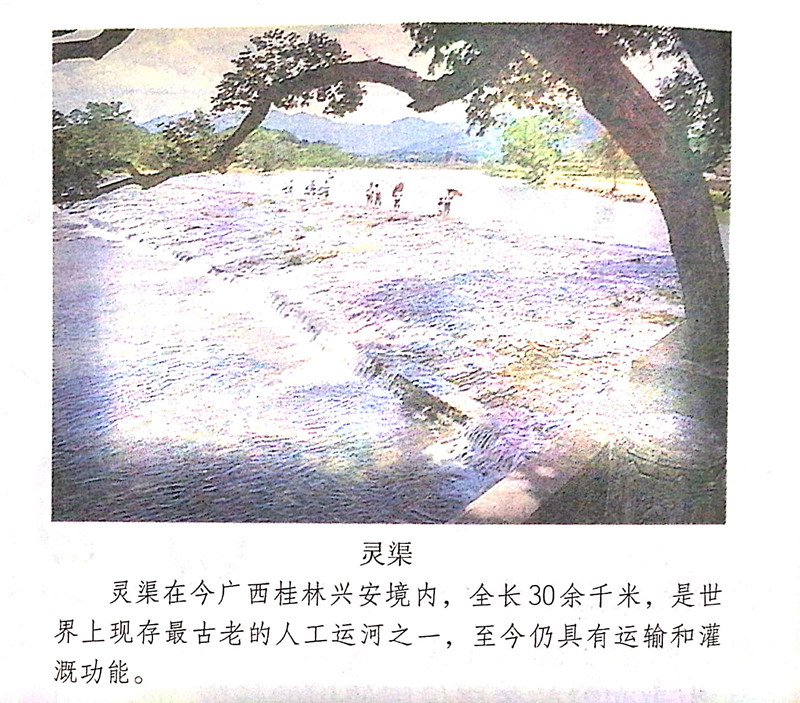 灵渠
灵渠在今广西桂林兴安境内，全长30余千米，是世
界上现存最古老的人工运河之一，至今仍具有运输和灌
溉功能。